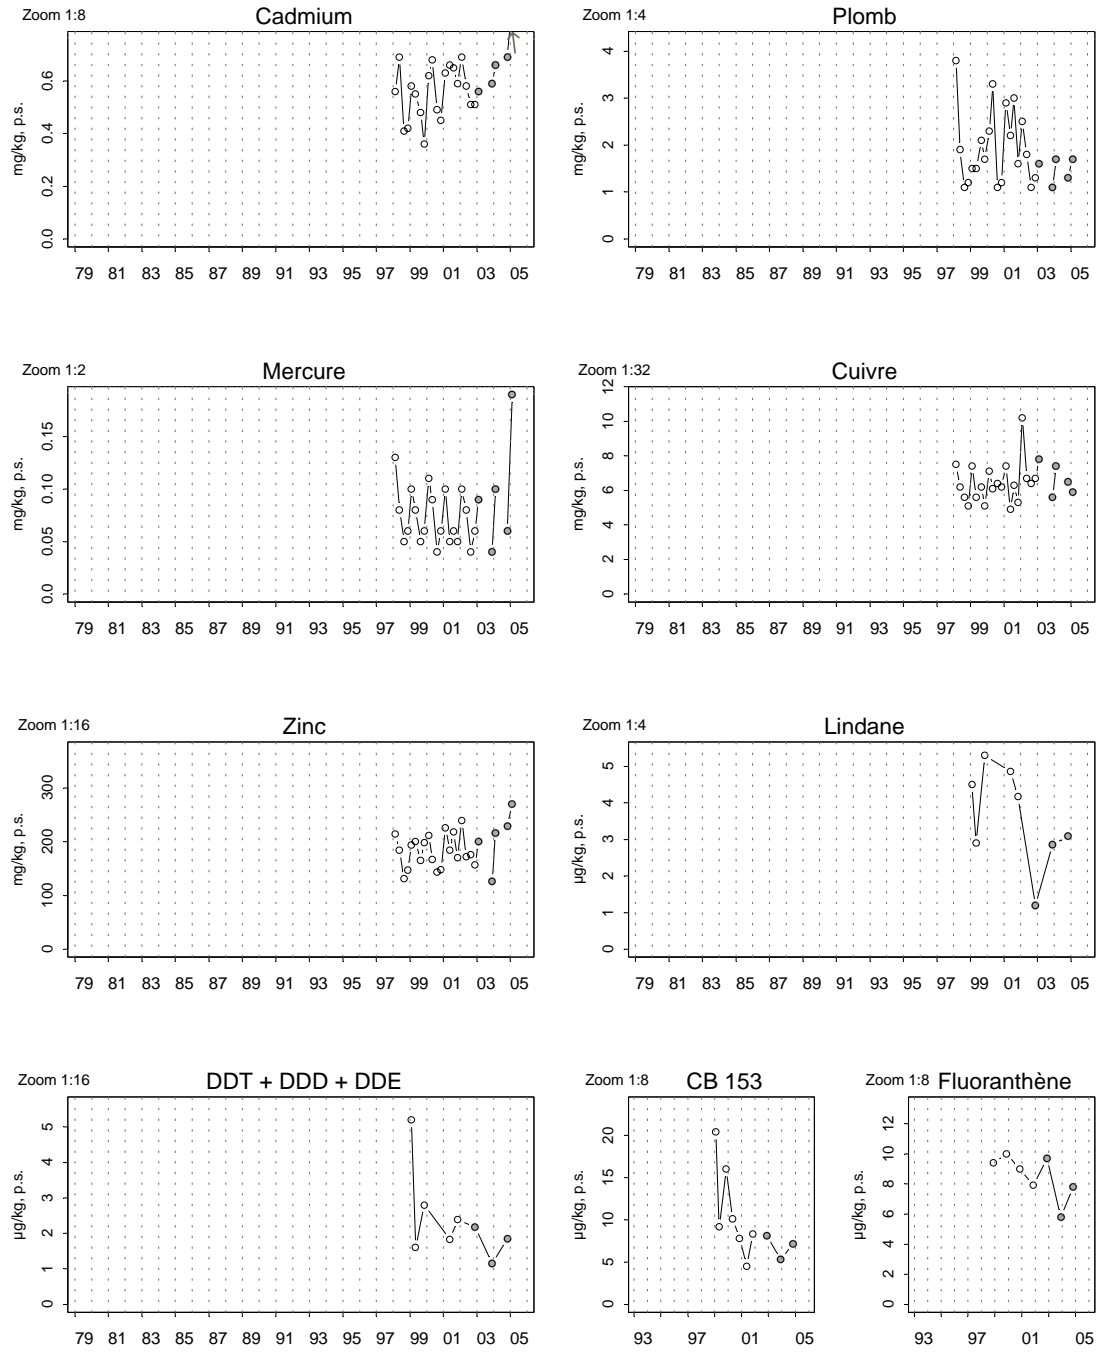 Zoom 1:8 Cadmium
mg/kg, p.s.
0.6
0.4
0.2
0.0
79 81 83 85 87 89 91 93 95 97 99 01 03 05
Zoom 1:4 Plomb
mg/kg, p.s.
4
3
2
1
0
79 81 83 85 87 89 91 93 95 97 99 01 03 05
Zoom 1:2 Mercure
mg/kg, p.s.
0.15
0.10
0.05
0.0
79 81 83 85 87 89 91 93 95 97 99 01 03 05
Zoom 1:32 Cuivre
mg/kg, p.s.
12
10
8
6
4
2
0
79 81 83 85 87 89 91 93 95 97 99 01 03 05
Zoom 1:16 Zinc
mg/kg, p.s.
300
200
100
0
79 81 83 85 87 89 91 93 95 97 99 01 03 05
Zoom 1:4 Lindane
µg/kg, p.s.
5
4
3
2
1
0
79 81 83 85 87 89 91 93 95 97 99 01 03 05
Zoom 1:16 DDT + DDD + DDE
µg/kg, p.s.
5
4
3
2
1
0
79 81 83 85 87 89 91 93 95 97 99 01 03 05
Zoom 1:8 CB 153
µg/kg, p.s.
20
15
10
5
0
93 97 01 05
Zoom 1:8 Fluoranthène
µg/kg, p.s.
12
10
8
6
4
2
0
93 97 01 05